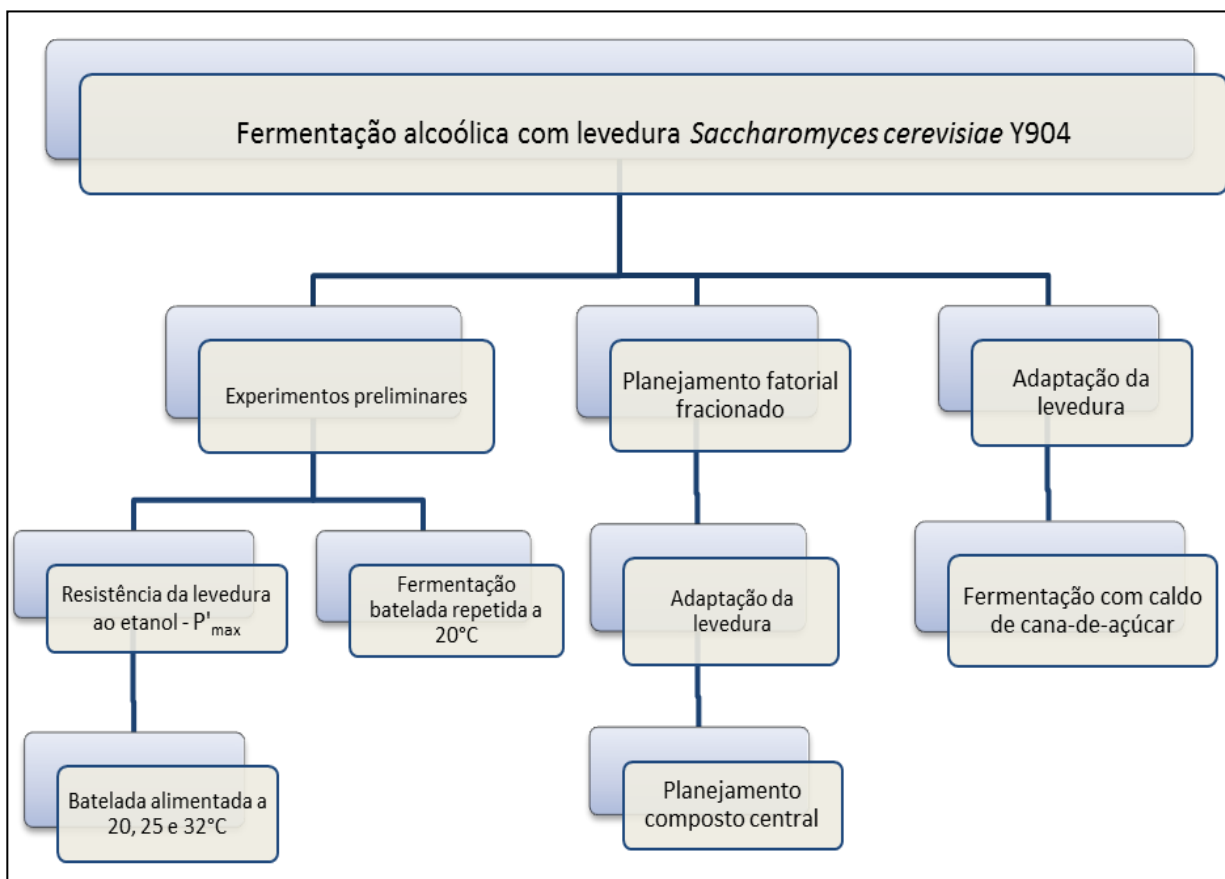 Fermentação alcoólica com levedura Saccharomyces cerevisiae Y904
Experimentos preliminares
Planejamento fatorial
fracionado
Adaptação da
levedura
Resistência da levedura
ao etanol - P'max
Fermentação
batelada repetida a
20°C
Adaptação da
levedura
Fermentação com caldo
de cana-de-açúcar
Batelada alimentada a
20, 25 e 32°C
Planejamento
composto central